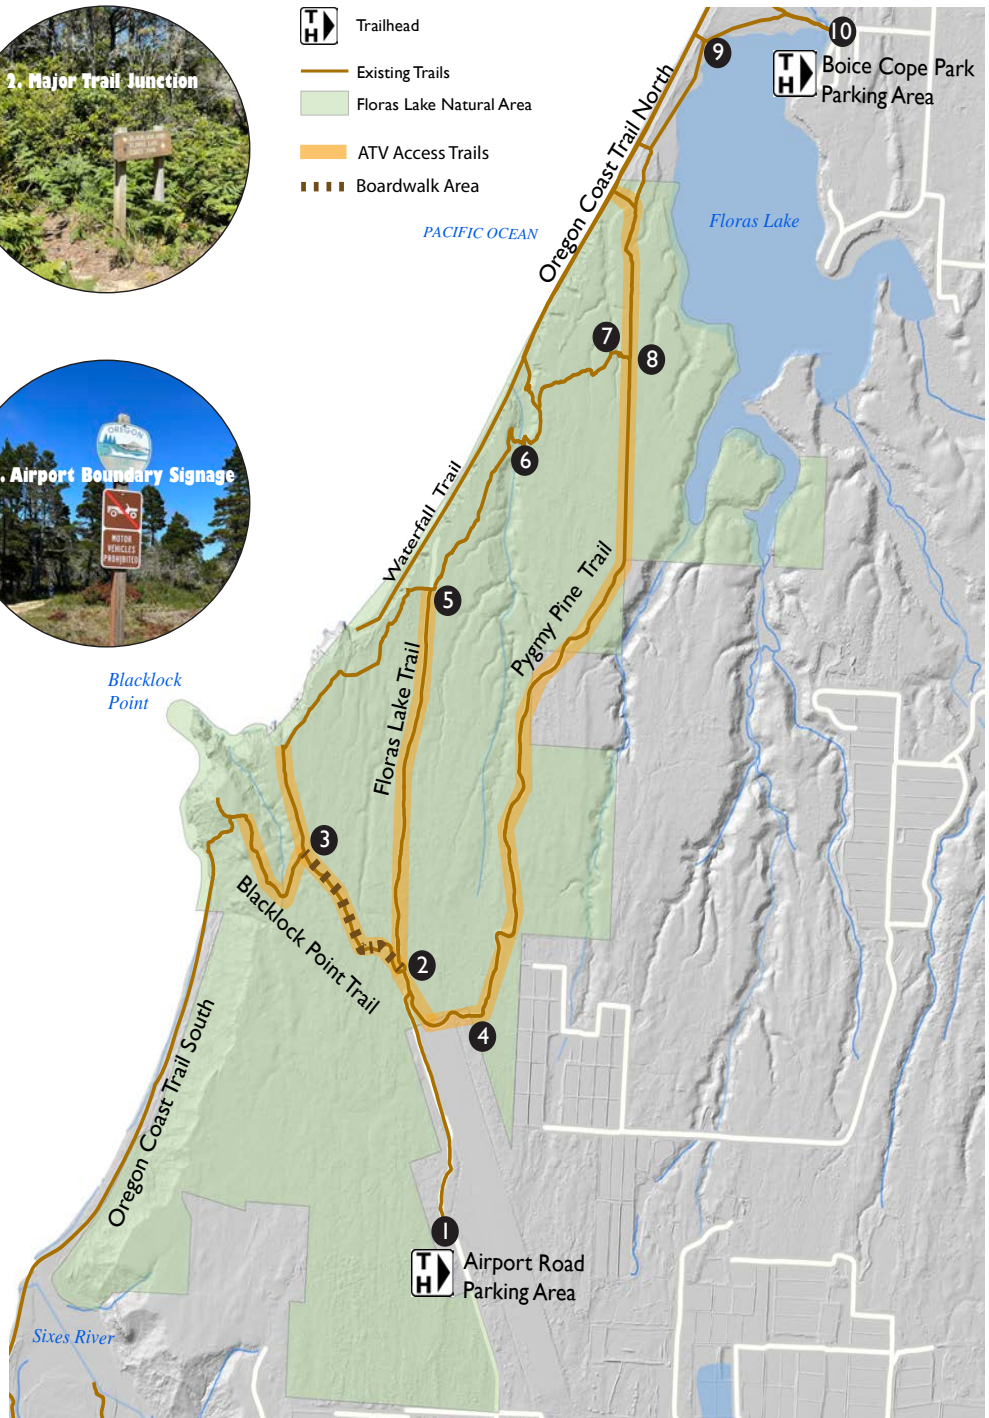 2. Major Trail Junction
. Airport Boundary Signage
OREGON
MOTOR
VEHICLES
PROHIBITED
TH
Trailhead
Existing Trails
Floras Lake Natural Area
ATV Access Trails
Boardwalk Area
PACIFIC OCEAN
Oregon Coast Trail North
9
10
TH
Boice Cope Park
Parking Area
Floras Lake
7
8
6
Waterfall Trail
5
Pygmy Pine Trail
Floras Lake Trail
Blacklock
Point
3
Blacklock Point Trail
2
4
Oregon Coast Trail South
1
TH
Airport Road
Parking Area
Sixes River